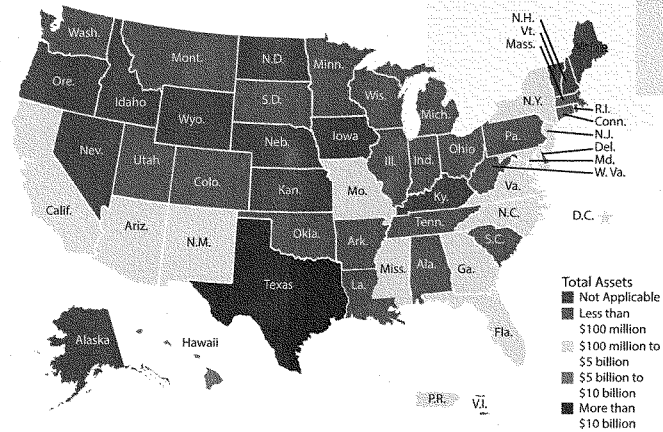 N.H.
Vt.
Mass.
Wash.
Mont.
N.D.
Minn.
Maine
Ore.
Idaho
S.D.
Wis.
Mich.
N.Y.
R.I.
Conn.
Wyo.
Iowa
Neb.
Pa.
N.J.
Nev.
Utah
Ill.
Ind.
Ohio
Del.
Md.
W. Va.
Colo.
Kan.
Mo.
Ky.
Va.
Calif.
N.C.
D.C.
Ariz.
N.M.
Okla.
Ark.
Tenn.
S.C.
Texas
La.
Miss.
Ala.
Ga.
Fla.
Alaska
Hawaii
P.R.
V.I.
Total Assets
Not Applicable
Less than
$100 million
$100 million to
$5 billion
$5 billion to
$10 billion
More than
$10 billion